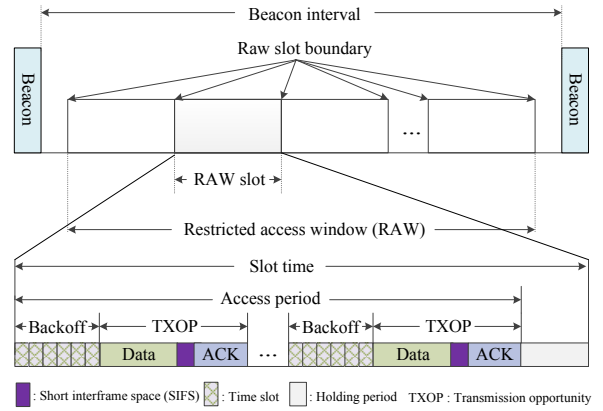 Beacon interval
Raw slot boundary
Beacon
Beacon
...
RAW slot
Restricted access window (RAW)
Slot time
Access period
Backoff
TXOP
Backoff
TXOP
Data
ACK
...
Data
ACK
: Short interframe space (SIFS)
: Time slot
: Holding period
TXOP : Transmission opportunity